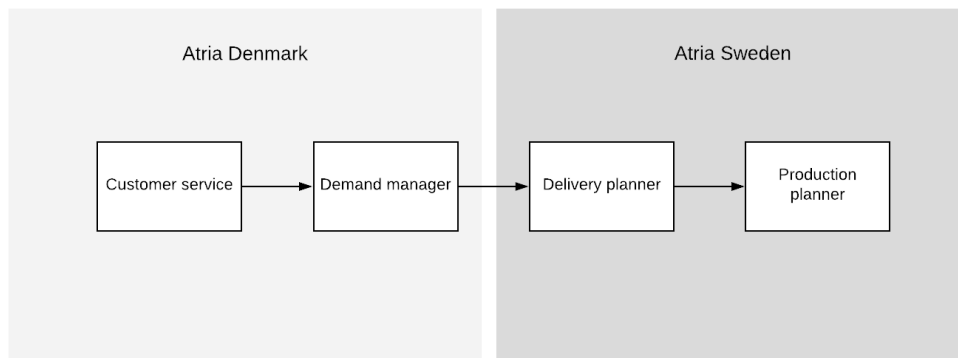 Atria Denmark
Atria Sweden
Customer service
Demand manager
Delivery planner
Production
planner